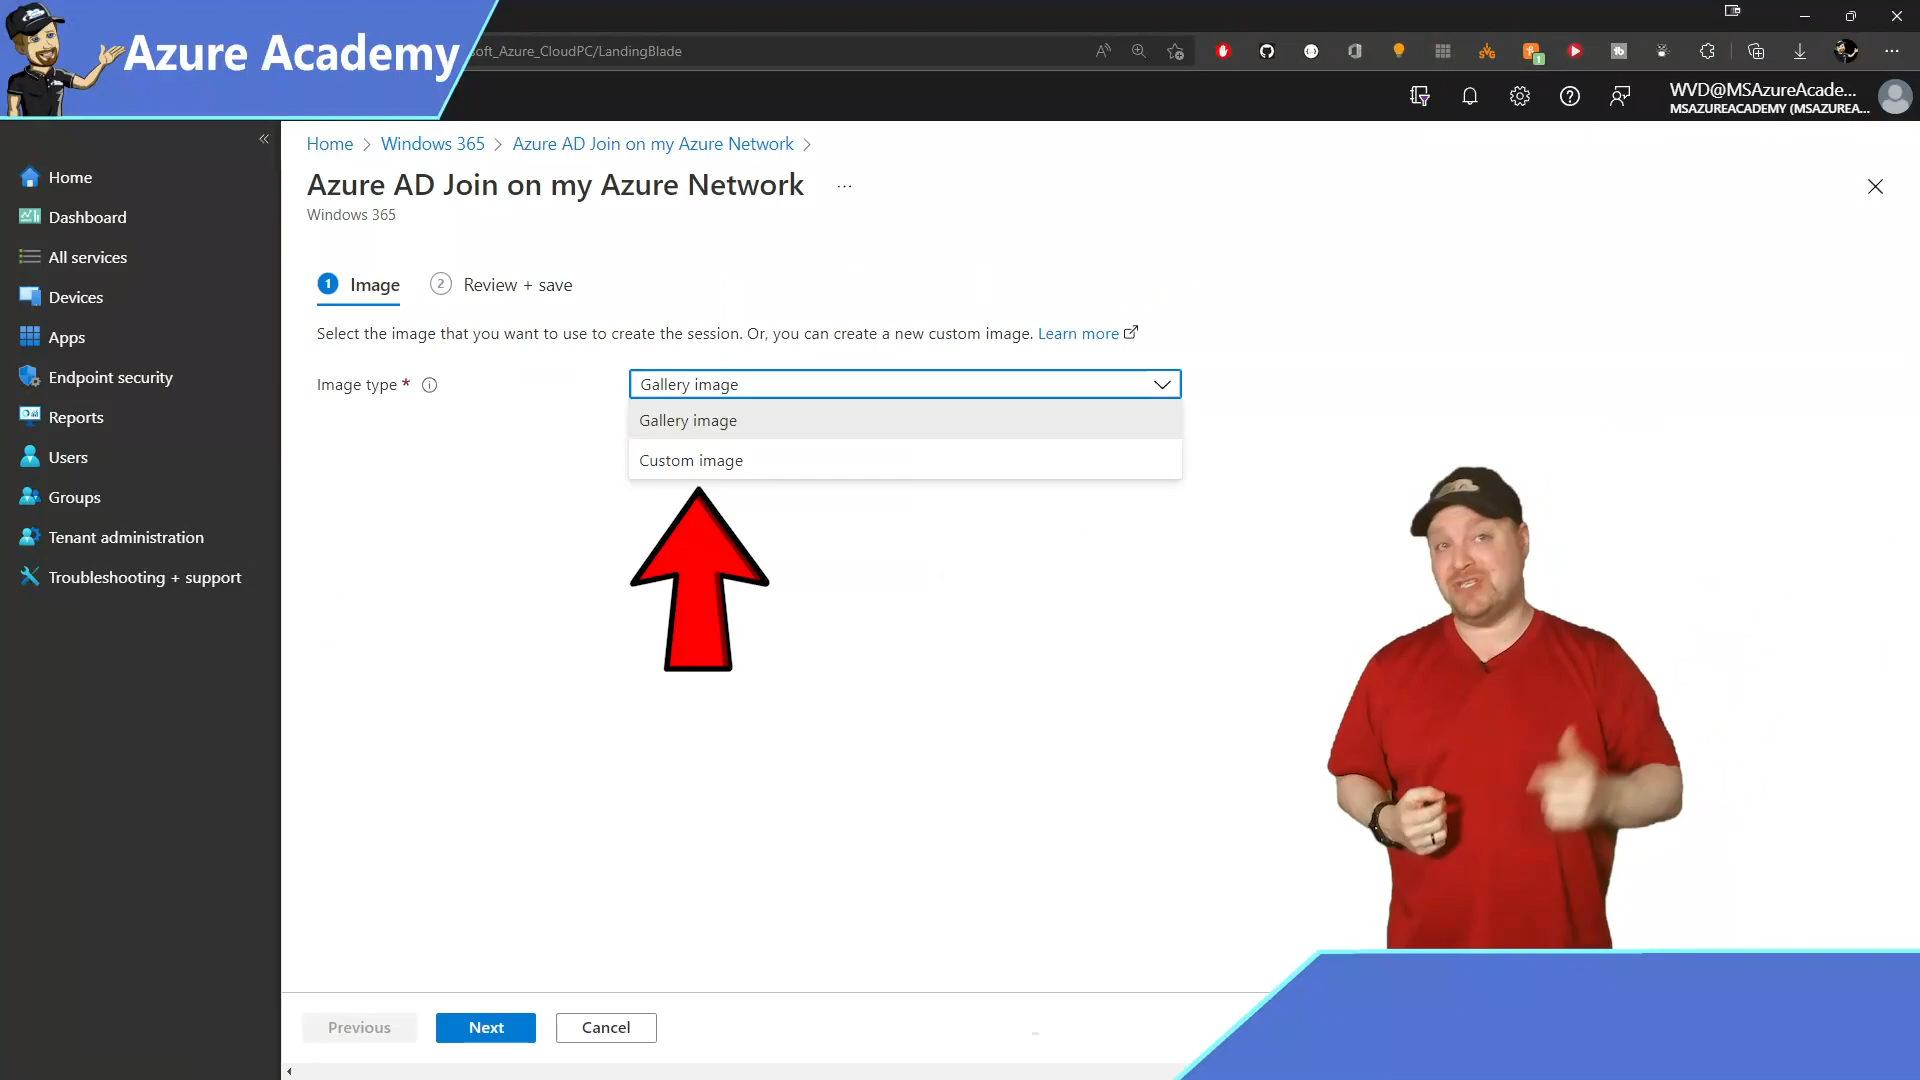 Azure Academy
soft_Azure_CloudPC/LandingBlade
1
WVD@MSAzureAcade...
MSAZUREACADEMY (MSAZUREA...
Home > Windows 365 > Azure AD Join on my Azure Network >
Azure AD Join on my Azure Network ...
Windows 365
Home
Dashboard
All services
Devices
Apps
Endpoint security
Reports
Users
Groups
Tenant administration
Troubleshooting + support
1 Image 2 Review + save
Select the image that you want to use to create the session. Or, you can create a new custom image. Learn more
Image type * Gallery image
Gallery image
Custom image
Previous Next Cancel